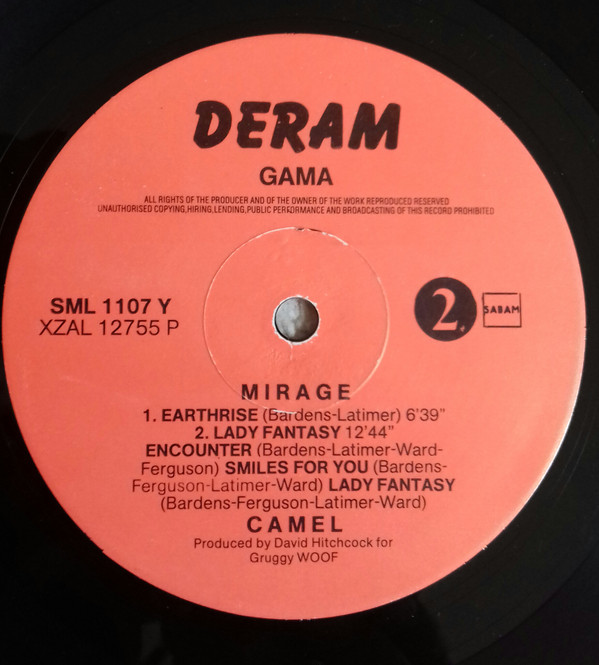 DERAM
GAMA
ALL RIGHTS OF THE PRODUCER AND OF THE OWNER OF THE WORK REPRODUCED RESERVED
UNAUTHORISED COPYING,HIRING,LENDING,PUBLIC PERFORMANCE AND BROADCASTING OF THIS RECORD PROHIBITED
SML 1107 Y
XZAL 12755 P
2.
SABAM
MIRAGE
1. EARTHRISE (Bardens-Latimer) 6'39"
2. LADY FANTASY 12'44"
ENCOUNTER (Bardens-Latimer-Ward-
Ferguson) SMILES FOR YOU (Bardens-
Ferguson-Latimer-Ward) LADY FANTASY
(Bardens-Ferguson-Latimer-Ward)
CAMEL
Produced by David Hitchcock for
Gruggy WOOF